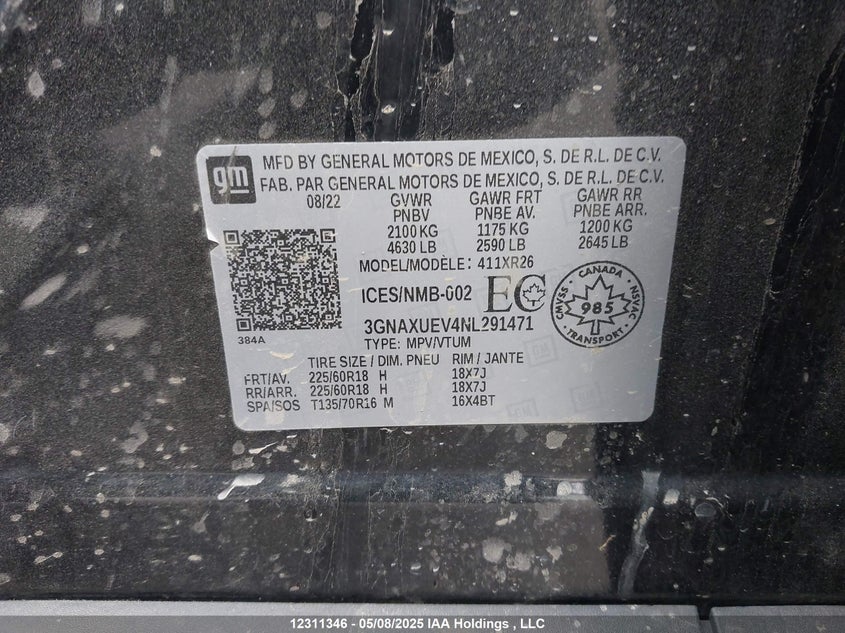 gm
MFD BY GENERAL MOTORS DE MEXICO, S. DE R.L. DE C.V.
FAB. PAR GENERAL MOTORS DE MEXICO, S. DE R.L. DE C.V.
08/22 GVWR GAWR FRT GAWR RR
PNBV PNBE AV. PNBE ARR.
2100 KG 1175 KG 1200 KG
4630 LB 2590 LB 2645 LB
MODEL/MODÈLE: 411XR26
ICES/NMB-002 EC
CANADA
CMVSS 985 NSVAC
TRANSPORT
3GNAXUEV4NL291471
384A
TYPE: MPV/VTUM
TIRE SIZE / DIM. PNEU RIM / JANTE
FRT/AV. 225/60R18 H 18X7J
RR/ARR. 225/60R18 H 18X7J
SPA/SOS T135/70R16 M 16X4BT
12311346 - 05/08/2025 IAA Holdings , LLC